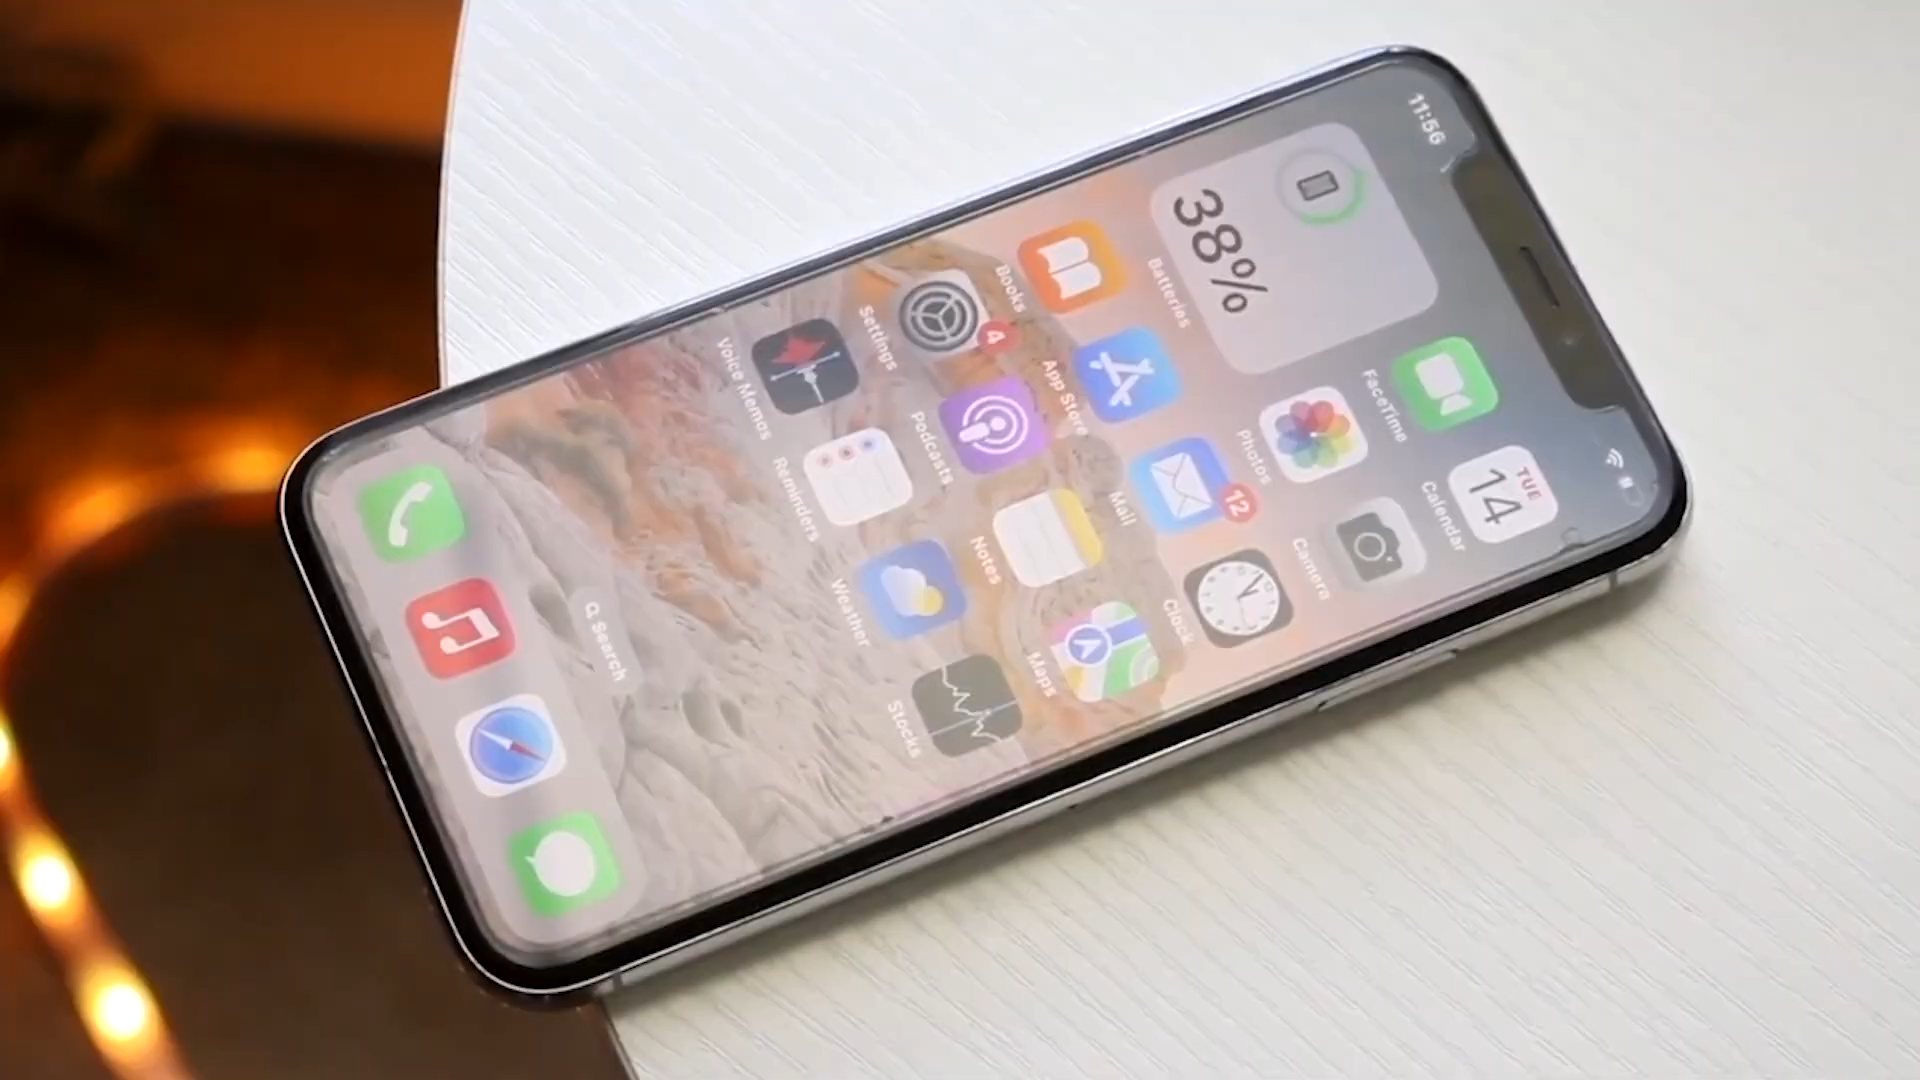 11:56
38%
Batteries
FaceTime
TUE
14
Calendar
Photos
Camera
Books
App Store
12
Mail
Clock
4
Settings
Podcasts
Notes
Maps
Voice Memos
Reminders
Weather
Stocks
Search